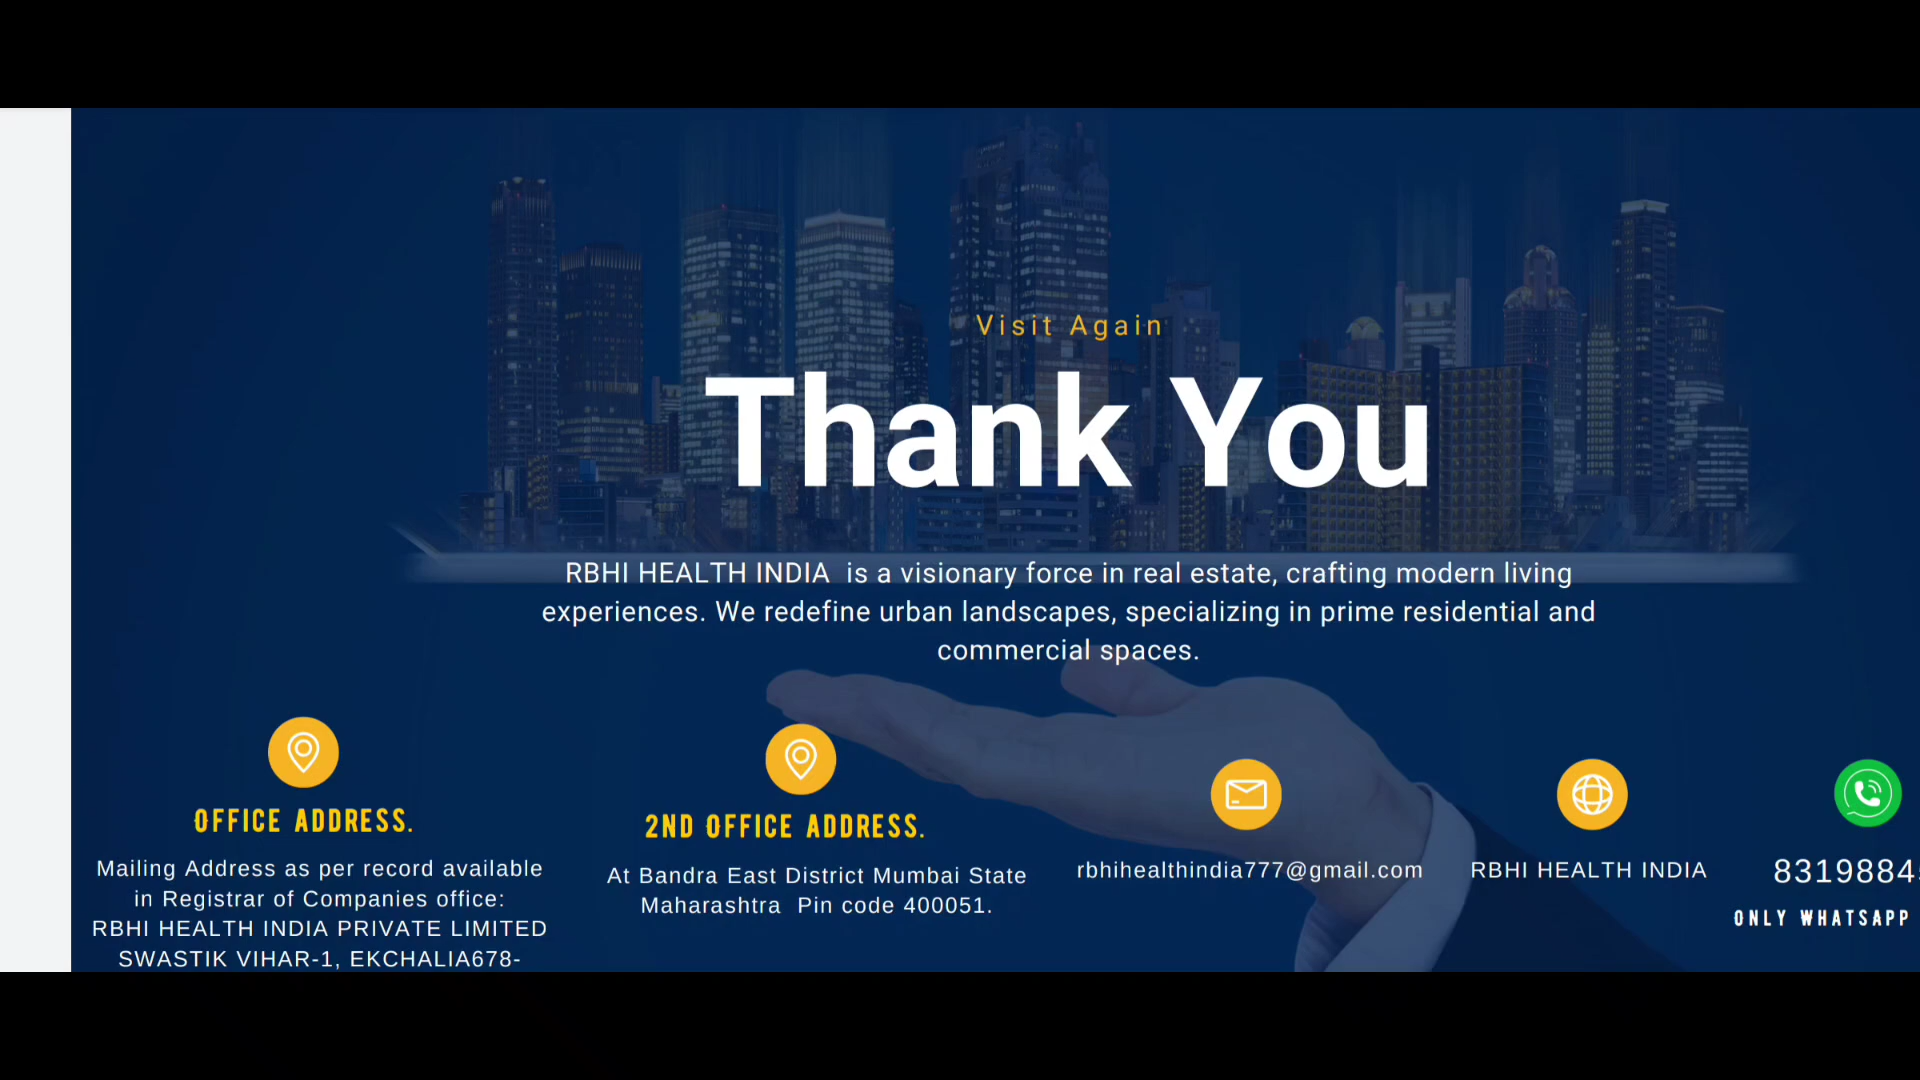 Visit Again
Thank You
RBHI HEALTH INDIA is a visionary force in real estate, crafting modern living
experiences. We redefine urban landscapes, specializing in prime residential and
commercial spaces.
OFFICE ADDRESS.
Mailing Address as per record available
in Registrar of Companies office:
RBHI HEALTH INDIA PRIVATE LIMITED
SWASTIK VIHAR-1, EKCHALIA678-
2ND OFFICE ADDRESS.
At Bandra East District Mumbai State
Maharashtra Pin code 400051.
rbhihealthindia777@gmail.com
RBHI HEALTH INDIA
8319884
ONLY WHATSAPP